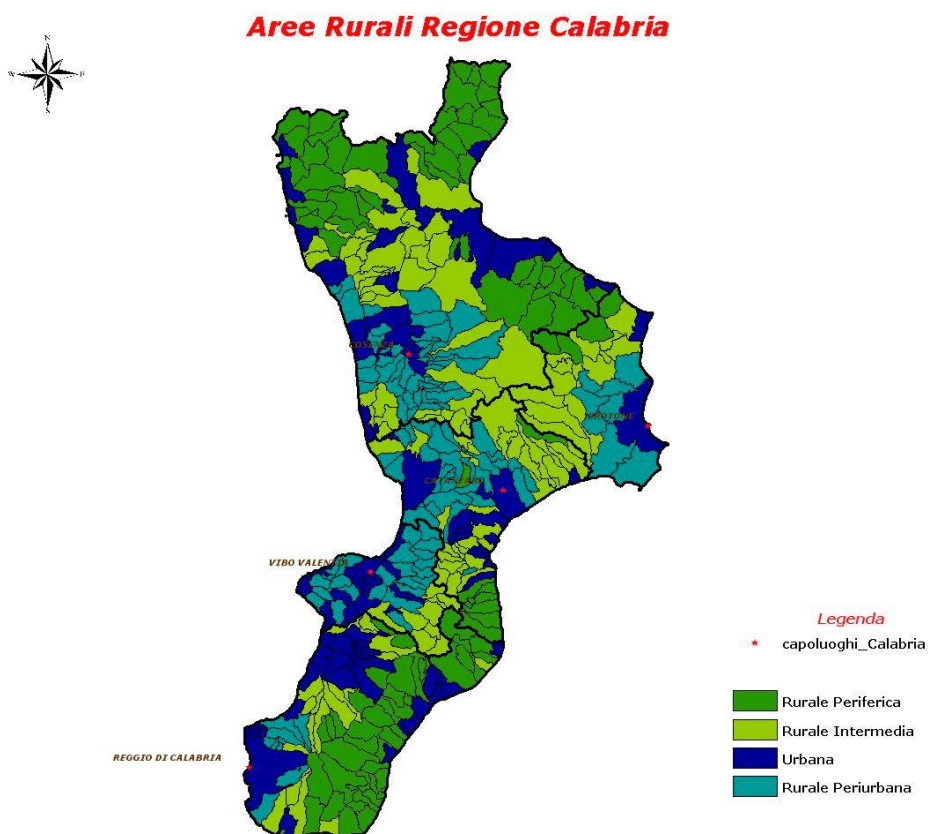 Aree Rurali Regione Calabria
N
W
E
S
COSENZA
CROTONE
CATANZARO
VIBO VALENTIA
REGGIO DI CALABRIA
Legenda
capoluoghi_Calabria
Rurale Periferica
Rurale Intermedia
Urbana
Rurale Periurbana